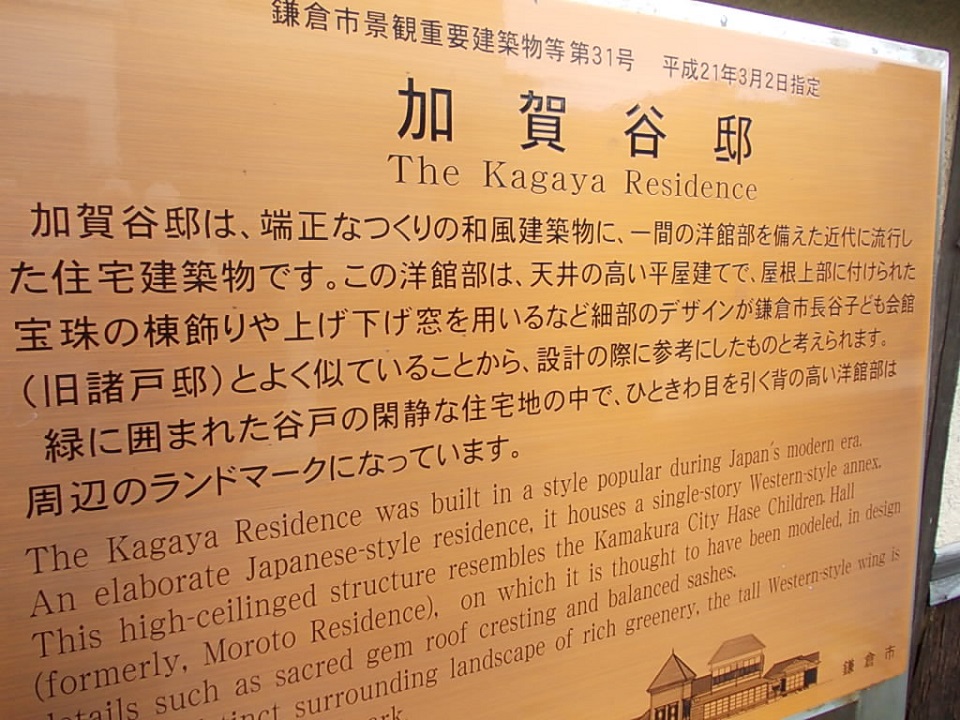 鎌倉市景観重要建築物等第31号　平成21年3月2日指定
加賀谷邸
The Kagaya Residence
加賀谷邸は、端正なつくりの和風建築物に、一間の洋館部を備えた近代に流行し
た住宅建築物です。この洋館部は、天井の高い平屋建てで、屋根上部に付けられた
宝珠の棟飾りや上げ下げ窓を用いるなど細部のデザインが鎌倉市長谷子ども会館
（旧諸戸邸）とよく似ていることから、設計の際に参考にしたものと考えられます。
緑に囲まれた谷戸の閑静な住宅地の中で、ひときわ目を引く背の高い洋館部は
周辺のランドマークになっています。
The Kagaya Residence was built in a style popular during Japan's modern era.
An elaborate Japanese-style residence, it houses a single-story Western-style annex.
This high-ceilinged structure resembles the Kamakura City Hase Children. Hall
(formerly, Moroto Residence), on which it is thought to have been modeled, in design
details such as sacred gem roof cresting and balanced sashes.
surrounding landscape of rich greenery, the tall Western-style wing is
鎌倉市